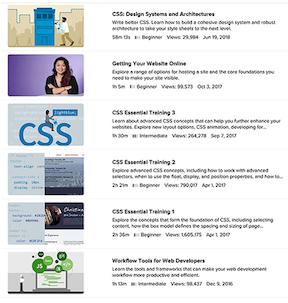 CSS: Design Systems and Architectures
Write better CSS. Learn how to build a cohesive design system and robust
architecture to take your style sheets to the next level.
58m 13s Beginner Views: 29,984 Jun 19, 2018
Getting Your Website Online
Explore a range of options for hosting a site and the core foundations you
need to make your site visible.
1h 5m Beginner Views: 99,573 Oct 3, 2017
lightblue;
CSS
CSS Essential Training 3
Learn about advanced CSS concepts that can help you further enhance your
websites. Explore new layout options, CSS animation, developing for...
1h 30m Intermediate Views: 264,278 Sep 7, 2017
CSS Essential Training 2
Explore advanced CSS concepts, including how to work with advanced
selectors, when to use the float, display, and position properties, and how to...
2h 21m Beginner Views: 790,017 Apr 1, 2017
CSS Essential Training 1
Explore the concepts that form the foundation of CSS, including selecting
content, how the box model defines the spacing and sizing of page...
2h 36m Beginner Views: 1,605,175 Apr 1, 2017
JS
Workflow Tools for Web Developers
Learn the tools and frameworks that can make your web development
workflow more productive and efficient.
1h 13m Intermediate Views: 98,437 Dec 9, 2016